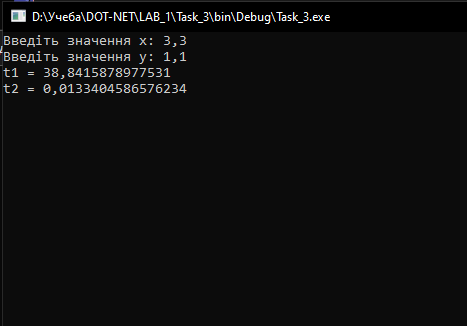 D:\Учеба\DOT-NET\LAB_1\Task_3\bin\Debug\Task_3.exe
Введіть значення x: 3,3
Введіть значення y: 1,1
t1 = 38,8415878977531
t2 = 0,0133404586576234